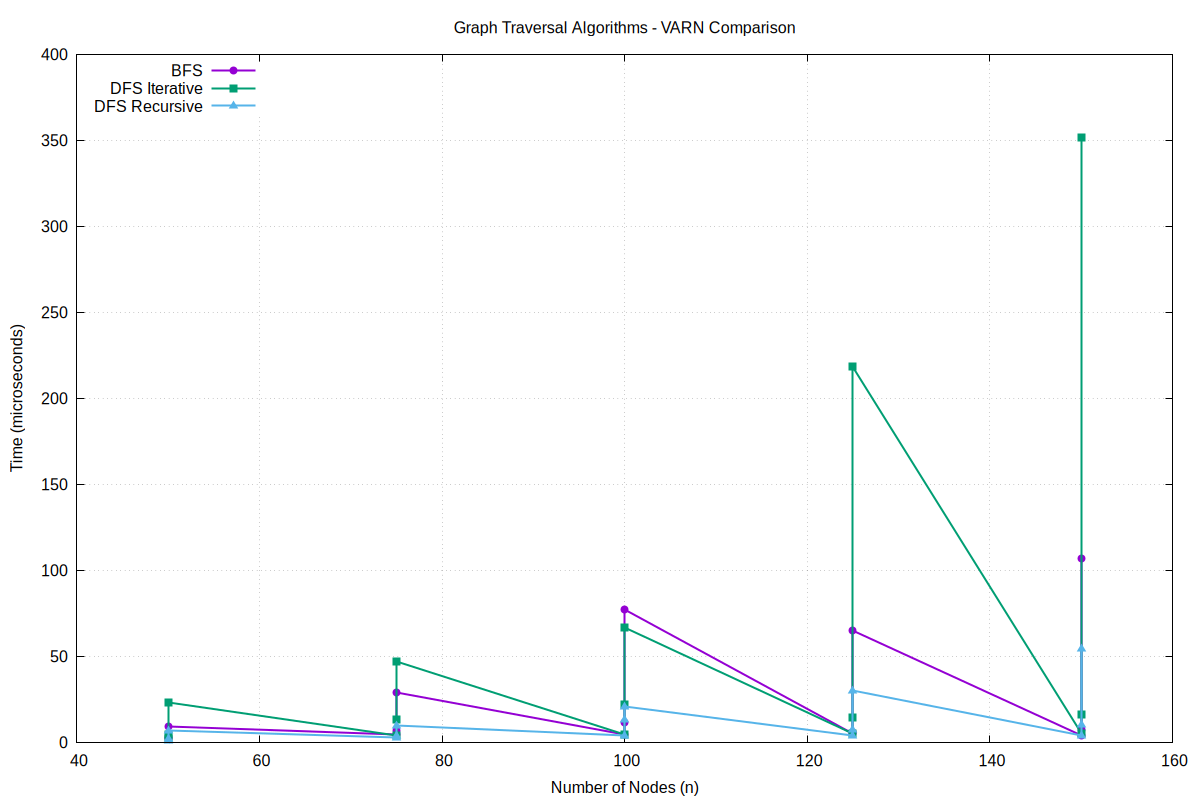 Graph Traversal Algorithms - VARN Comparison
BFS
DFS Iterative
DFS Recursive
400
350
300
250
200
150
100
50
0
Time (microseconds)
40 60 80 100 120 140 160
Number of Nodes (n)